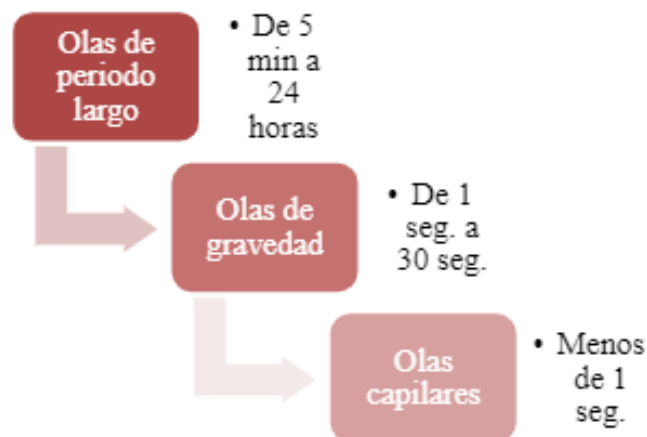 Olas de
periodo
largo
• De 5
min a
24
horas
Olas de
gravedad
• De 1
seg. a
30 seg.
Olas
capilares
• Menos
de 1
seg.